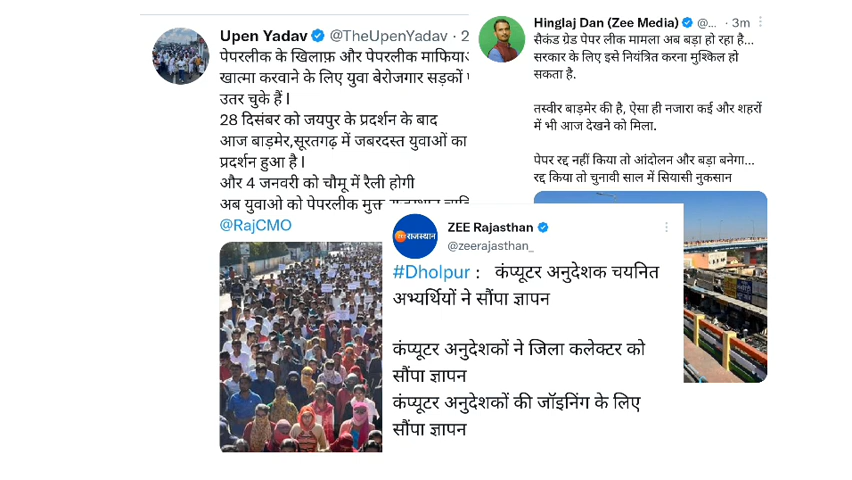 Upen Yadav @TheUpenYadav · 2
पेपरलीक के खिलाफ़ और पेपरलीक
खात्मा करवाने के लिए युवा बेरोजगार सड़कों
उतर चुके हैं।
28 दिसंबर को जयपुर के प्रदर्शन के बाद
आज बाड़मेर,सूरतगढ़ में जबरदस्त युवाओं का
प्रदर्शन हुआ है।
और 4 जनवरी को चौमू में रैली होगी
अब युवाओ को पेपरलीक मुक्त
@RajCMO
Hinglaj Dan (Zee Media) @... · 3m
सैकंड ग्रेड पेपर लीक मामला अब बड़ा हो रहा है...
सरकार के लिए इसे नियंत्रित करना मुश्किल हो
सकता है.
तस्वीर बाड़मेर की है, ऐसा ही नजारा कई और शहरों
में भी आज देखने को मिला.
पेपर रद्द नहीं किया तो आंदोलन और बड़ा बनेगा...
रद्द किया तो चुनावी साल में सियासी नुकसान
राजस्थान
ZEE Rajasthan
@zeerajasthan_
#Dholpur : कंप्यूटर अनुदेशक चयनित
अभ्यर्थियों ने सौंपा ज्ञापन
कंप्यूटर अनुदेशकों ने जिला कलेक्टर को
सौंपा ज्ञापन
कंप्यूटर अनुदेशकों की जॉइनिंग के लिए
सौंपा ज्ञापन